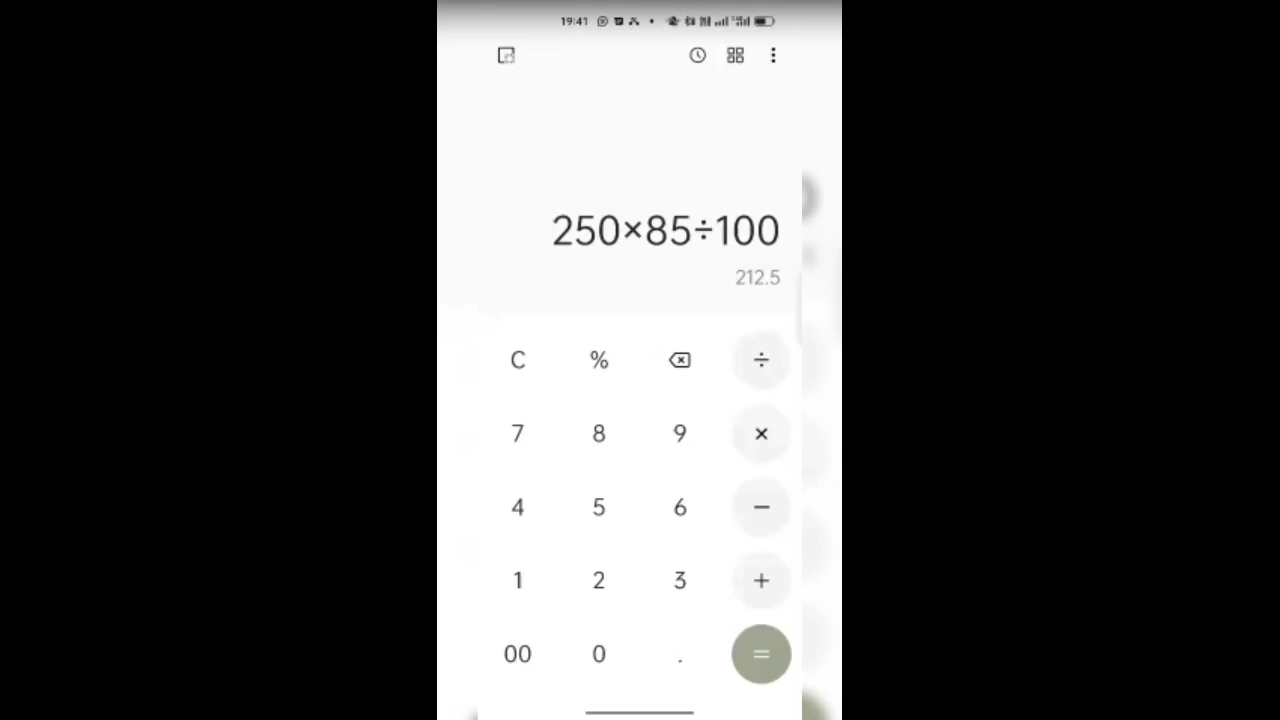 19:41
250×85÷100
212.5
C % ÷
7 8 9 ×
4 5 6 −
1 2 3 +
00 0 . =